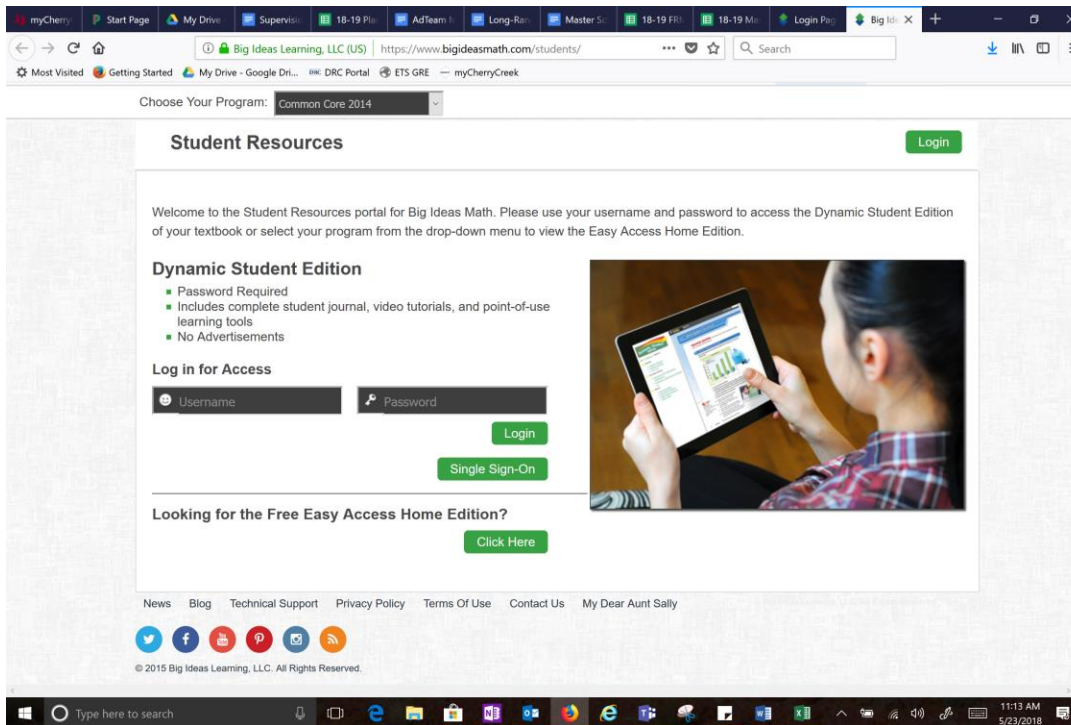 myCherry
Start Page
My Drive
Supervisio
18-19 Pla
AdTeam
Long-Ran
Master Sc
18-19 FR
18-19 Ma
Login Pag
Big Ide
Big Ideas Learning, LLC (US)
https://www.bigideasmath.com/students/
Search
Most Visited
Getting Started
My Drive - Google Dri...
DRC Portal
ETS GRE
myCherryCreek
Choose Your Program: Common Core 2014
Student Resources
Login
Welcome to the Student Resources portal for Big Ideas Math. Please use your username and password to access the Dynamic Student Edition
of your textbook or select your program from the drop-down menu to view the Easy Access Home Edition.
Dynamic Student Edition
Password Required
Includes complete student journal, video tutorials, and point-of-use
learning tools
No Advertisements
Log in for Access
Username
Password
Login
Single Sign-On
Looking for the Free Easy Access Home Edition?
Click Here
News Blog Technical Support Privacy Policy Terms Of Use Contact Us My Dear Aunt Sally
© 2015 Big Ideas Learning, LLC. All Rights Reserved.
Type here to search
11:13 AM
5/23/2018